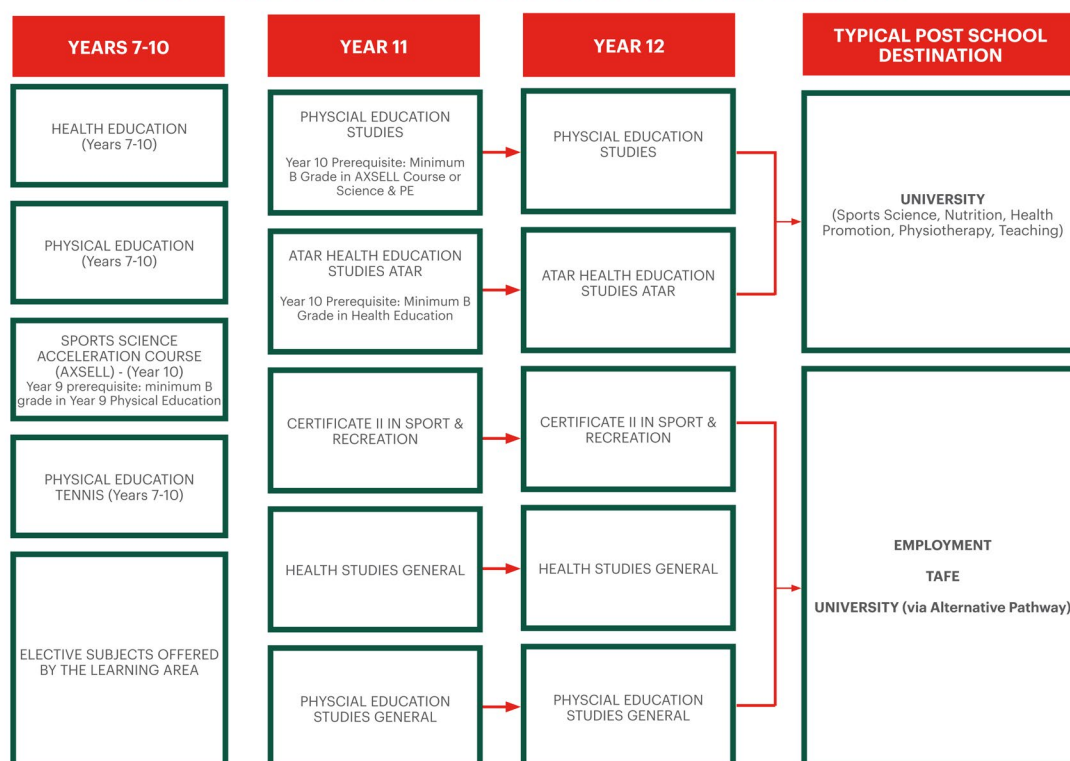 YEARS 7-10
HEALTH EDUCATION
(Years 7-10)
PHYSICAL EDUCATION
(Years 7-10)
SPORTS SCIENCE
ACCELERATION COURSE
(AXSELL) - (Year 10)
Year 9 prerequisite: minimum B
grade in Year 9 Physical Education
PHYSICAL EDUCATION
TENNIS (Years 7-10)
ELECTIVE SUBJECTS OFFERED
BY THE LEARNING AREA
YEAR 11
PHYSCIAL EDUCATION
STUDIES
Year 10 Prerequisite: Minimum
B Grade in AXSELL Course or
Science & PE
ATAR HEALTH EDUCATION
STUDIES ATAR
Year 10 Prerequisite: Minimum B
Grade in Health Education
CERTIFICATE II IN SPORT &
RECREATION
HEALTH STUDIES GENERAL
PHYSCIAL EDUCATION
STUDIES GENERAL
YEAR 12
PHYSCIAL EDUCATION
STUDIES
ATAR HEALTH EDUCATION
STUDIES ATAR
CERTIFICATE II IN SPORT &
RECREATION
HEALTH STUDIES GENERAL
PHYSCIAL EDUCATION
STUDIES GENERAL
TYPICAL POST SCHOOL
DESTINATION
UNIVERSITY
(Sports Science, Nutrition, Health
Promotion, Physiotherapy, Teaching)
EMPLOYMENT
TAFE
UNIVERSITY (via Alternative Pathway)